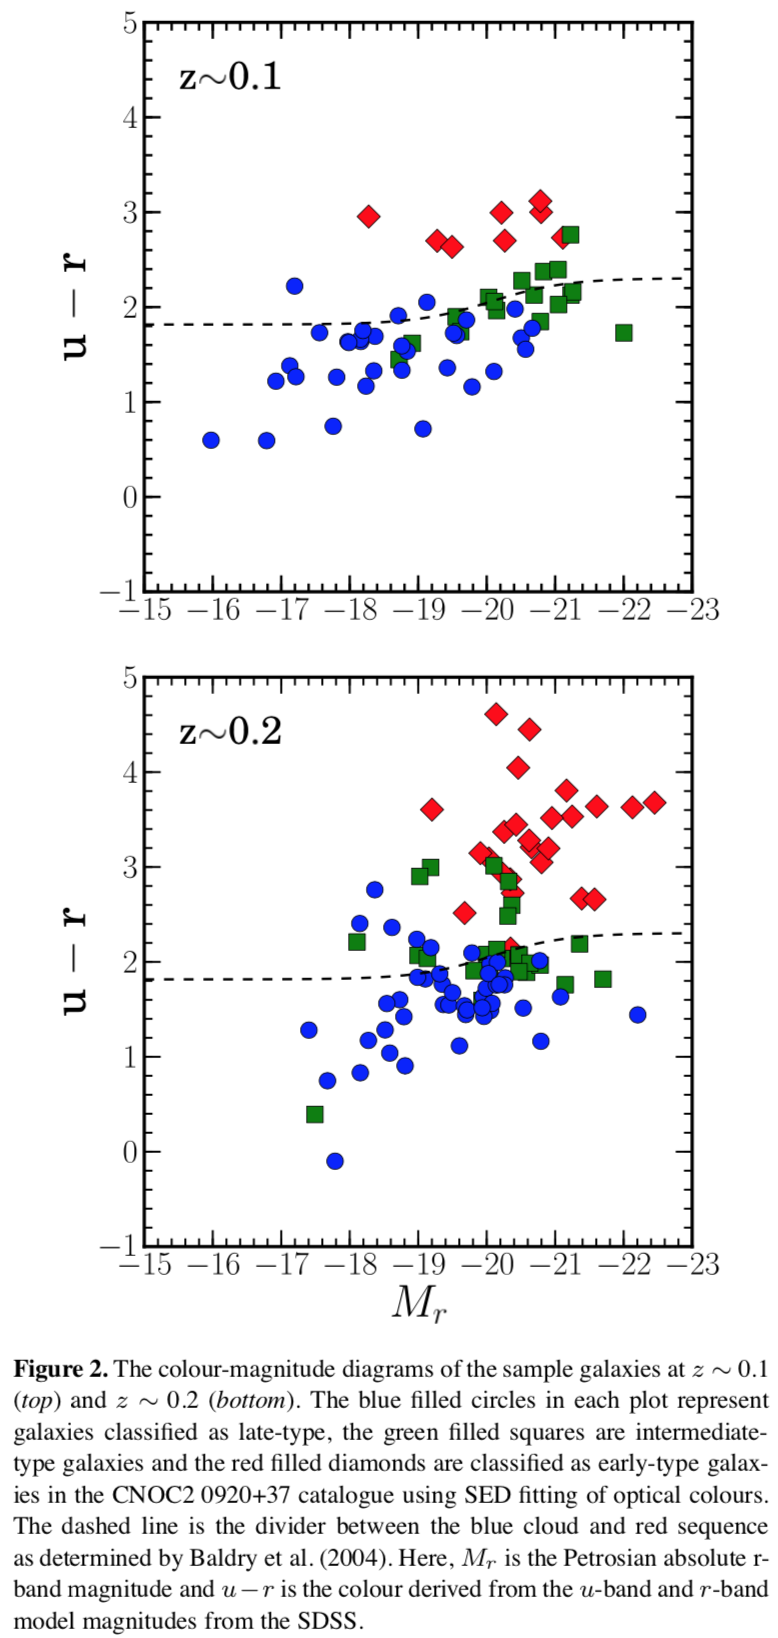 5
z∼0.1
4
3
u − r
2
1
0
−1
−15 −16 −17 −18 −19 −20 −21 −22 −23
5
z∼0.2
4
3
u − r
2
1
0
−1
−15 −16 −17 −18 −19 −20 −21 −22 −23
Mr
Figure 2. The colour-magnitude diagrams of the sample galaxies at z ∼ 0.1
(top) and z ∼ 0.2 (bottom). The blue filled circles in each plot represent
galaxies classified as late-type, the green filled squares are intermediate-
type galaxies and the red filled diamonds are classified as early-type galax-
ies in the CNOC2 0920+37 catalogue using SED fitting of optical colours.
The dashed line is the divider between the blue cloud and red sequence
as determined by Baldry et al. (2004). Here, Mr is the Petrosian absolute r-
band magnitude and u−r is the colour derived from the u-band and r-band
model magnitudes from the SDSS.